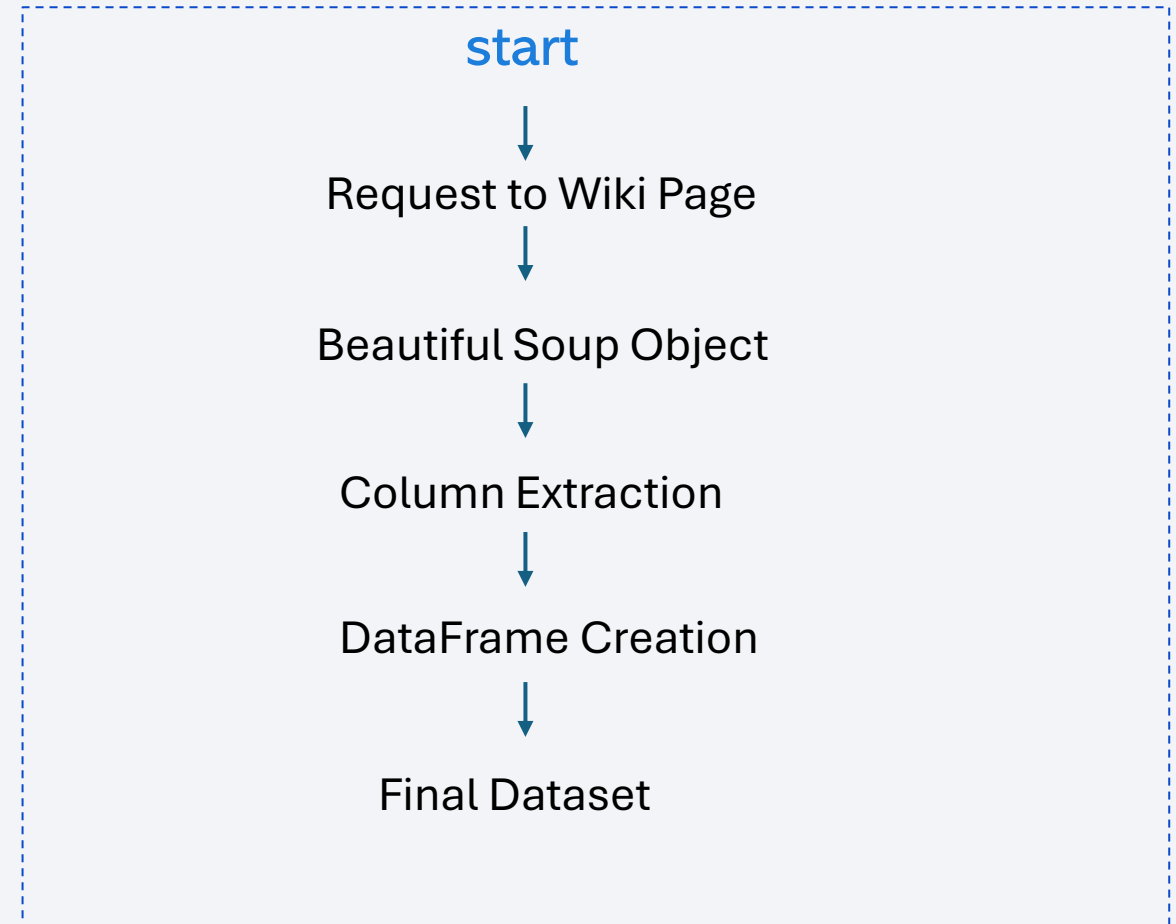 start
Request to Wiki Page
Beautiful Soup Object
Column Extraction
DataFrame Creation
Final Dataset